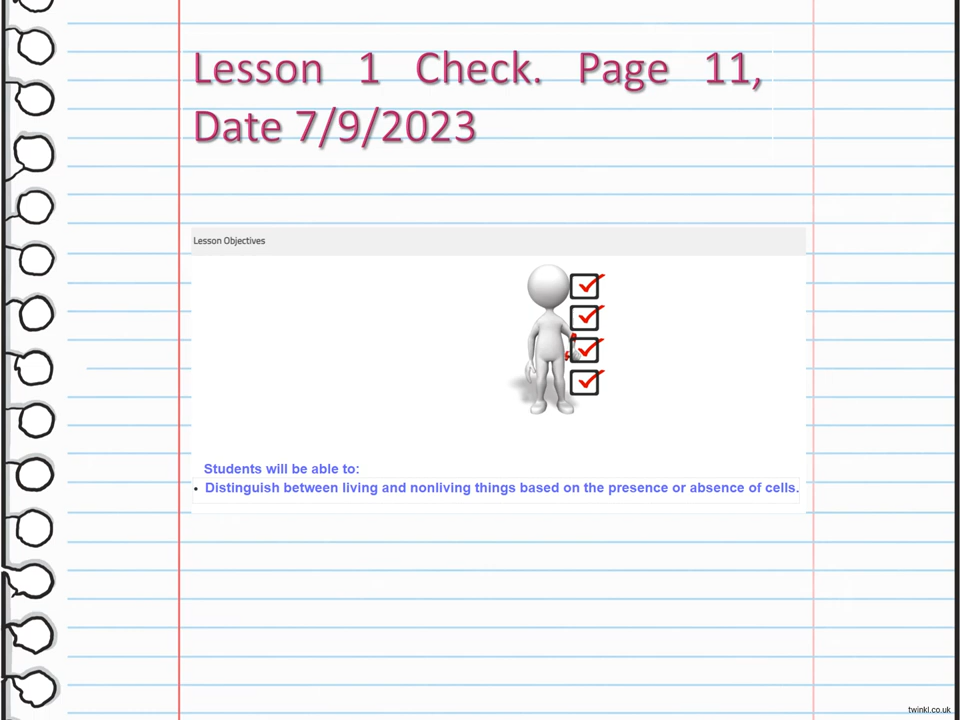 Lesson 1 Check. Page 11,
Date 7/9/2023
Lesson Objectives
Students will be able to:
• Distinguish between living and nonliving things based on the presence or absence of cells.
twinkl.co.uk